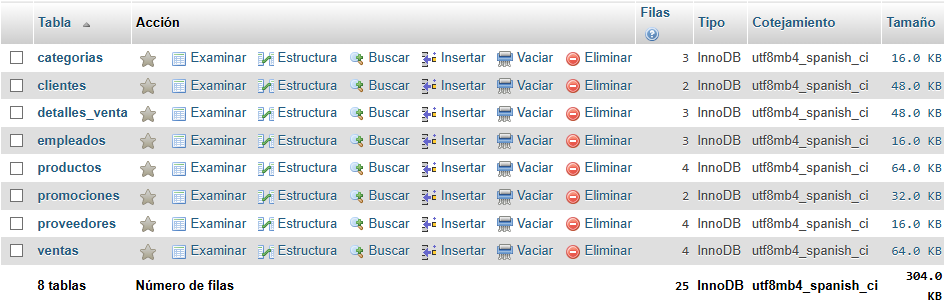 Tabla Acción Filas Tipo Cotejamiento Tamaño
categorias Examinar Estructura Buscar Insertar Vaciar Eliminar 3 InnoDB utf8mb4_spanish_ci 16.0 KB
clientes Examinar Estructura Buscar Insertar Vaciar Eliminar 2 InnoDB utf8mb4_spanish_ci 48.0 KB
detalles_venta Examinar Estructura Buscar Insertar Vaciar Eliminar 3 InnoDB utf8mb4_spanish_ci 48.0 KB
empleados Examinar Estructura Buscar Insertar Vaciar Eliminar 3 InnoDB utf8mb4_spanish_ci 16.0 KB
productos Examinar Estructura Buscar Insertar Vaciar Eliminar 4 InnoDB utf8mb4_spanish_ci 64.0 KB
promociones Examinar Estructura Buscar Insertar Vaciar Eliminar 2 InnoDB utf8mb4_spanish_ci 32.0 KB
proveedores Examinar Estructura Buscar Insertar Vaciar Eliminar 4 InnoDB utf8mb4_spanish_ci 16.0 KB
ventas Examinar Estructura Buscar Insertar Vaciar Eliminar 4 InnoDB utf8mb4_spanish_ci 64.0 KB
8 tablas Número de filas 25 InnoDB utf8mb4_spanish_ci 304.0
KB